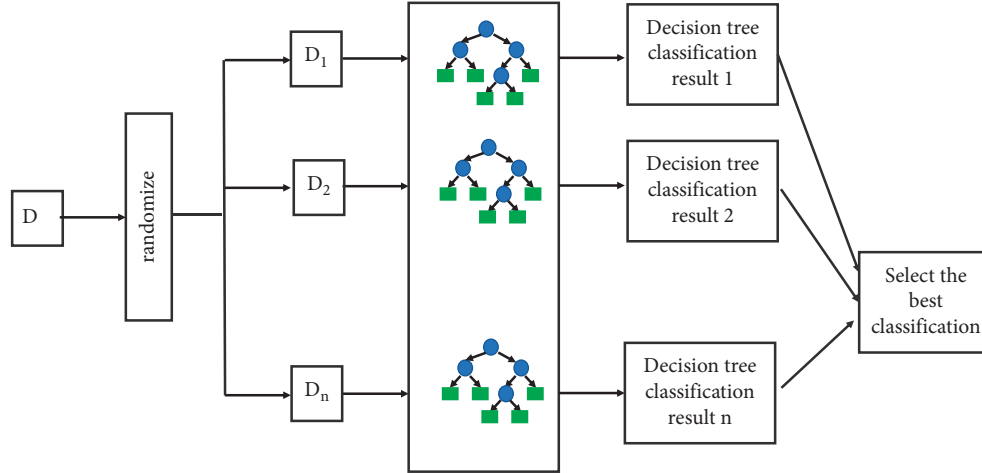 D
randomize
D1
D2
Dn
Decision tree
classification
result 1
Decision tree
classification
result 2
Decision tree
classification
result n
Select the
best
classification